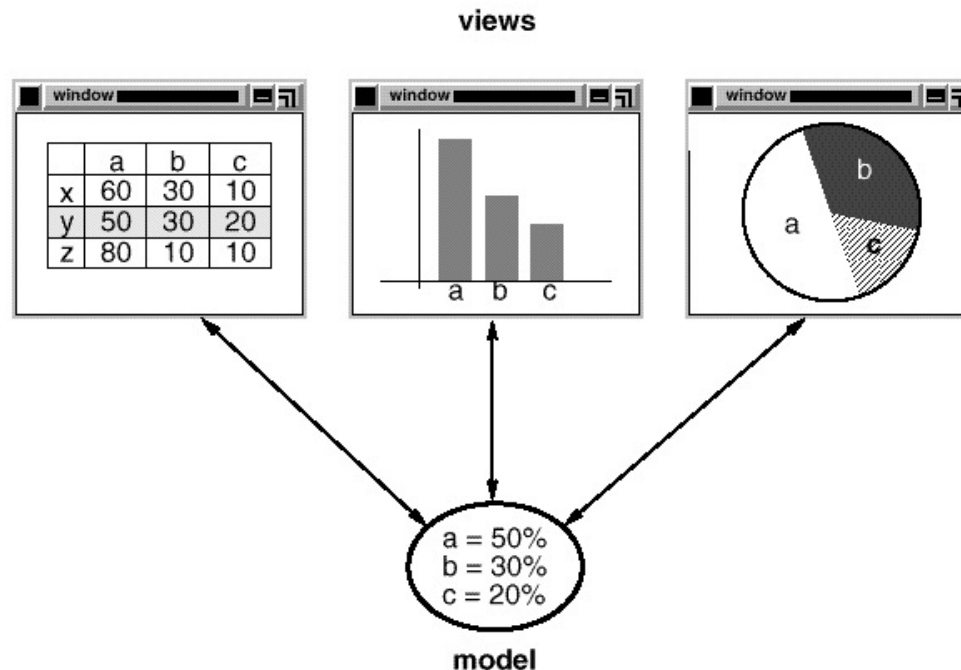 views
window
a b c
x 60 30 10
y 50 30 20
z 80 10 10
window
a b c
window
a
b
c
a = 50%
b = 30%
c = 20%
model